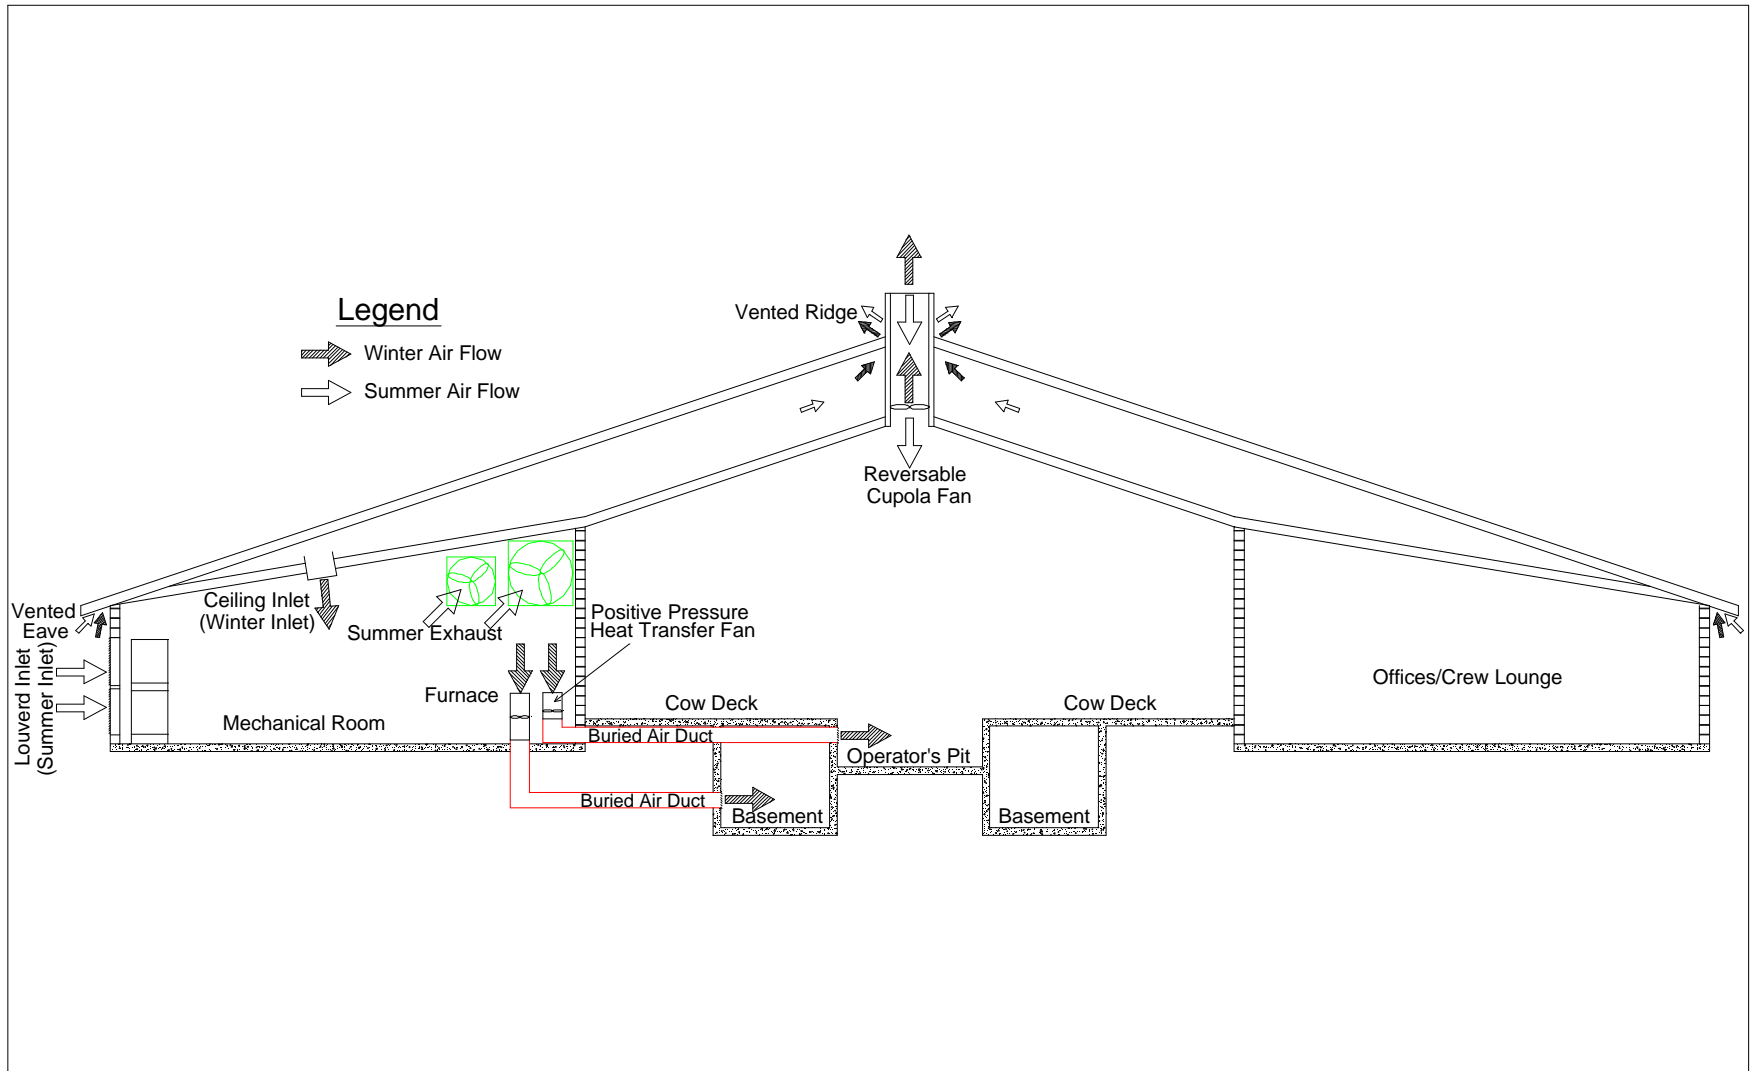 Legend
Winter Air Flow
Summer Air Flow
Vented Ridge
Reversable
Cupola Fan
Vented
Eave
Louverd Inlet
(Summer Inlet)
Ceiling Inlet
(Winter Inlet)
Summer Exhaust
Positive Pressure
Heat Transfer Fan
Furnace
Mechanical Room
Cow Deck
Cow Deck
Offices/Crew Lounge
Buried Air Duct
Operator's Pit
Buried Air Duct
Basement
Basement